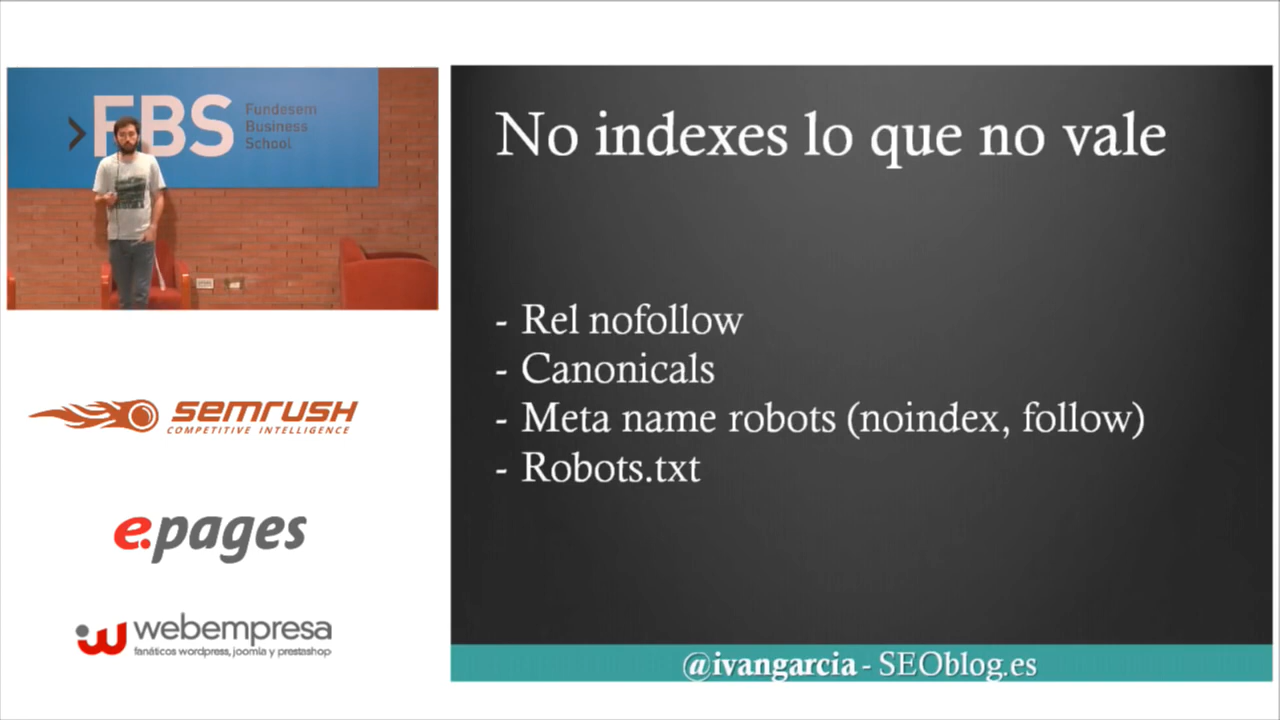 FBS
Fundesem
Business
School
No indexes lo que no vale
- Rel nofollow
- Canonicals
- Meta name robots (noindex, follow)
- Robots.txt
semrush
COMPETITIVE INTELLIGENCE
e.pages
webempresa
fanáticos wordpress, joomla y prestashop
@ivangarcia - SEOblog.es